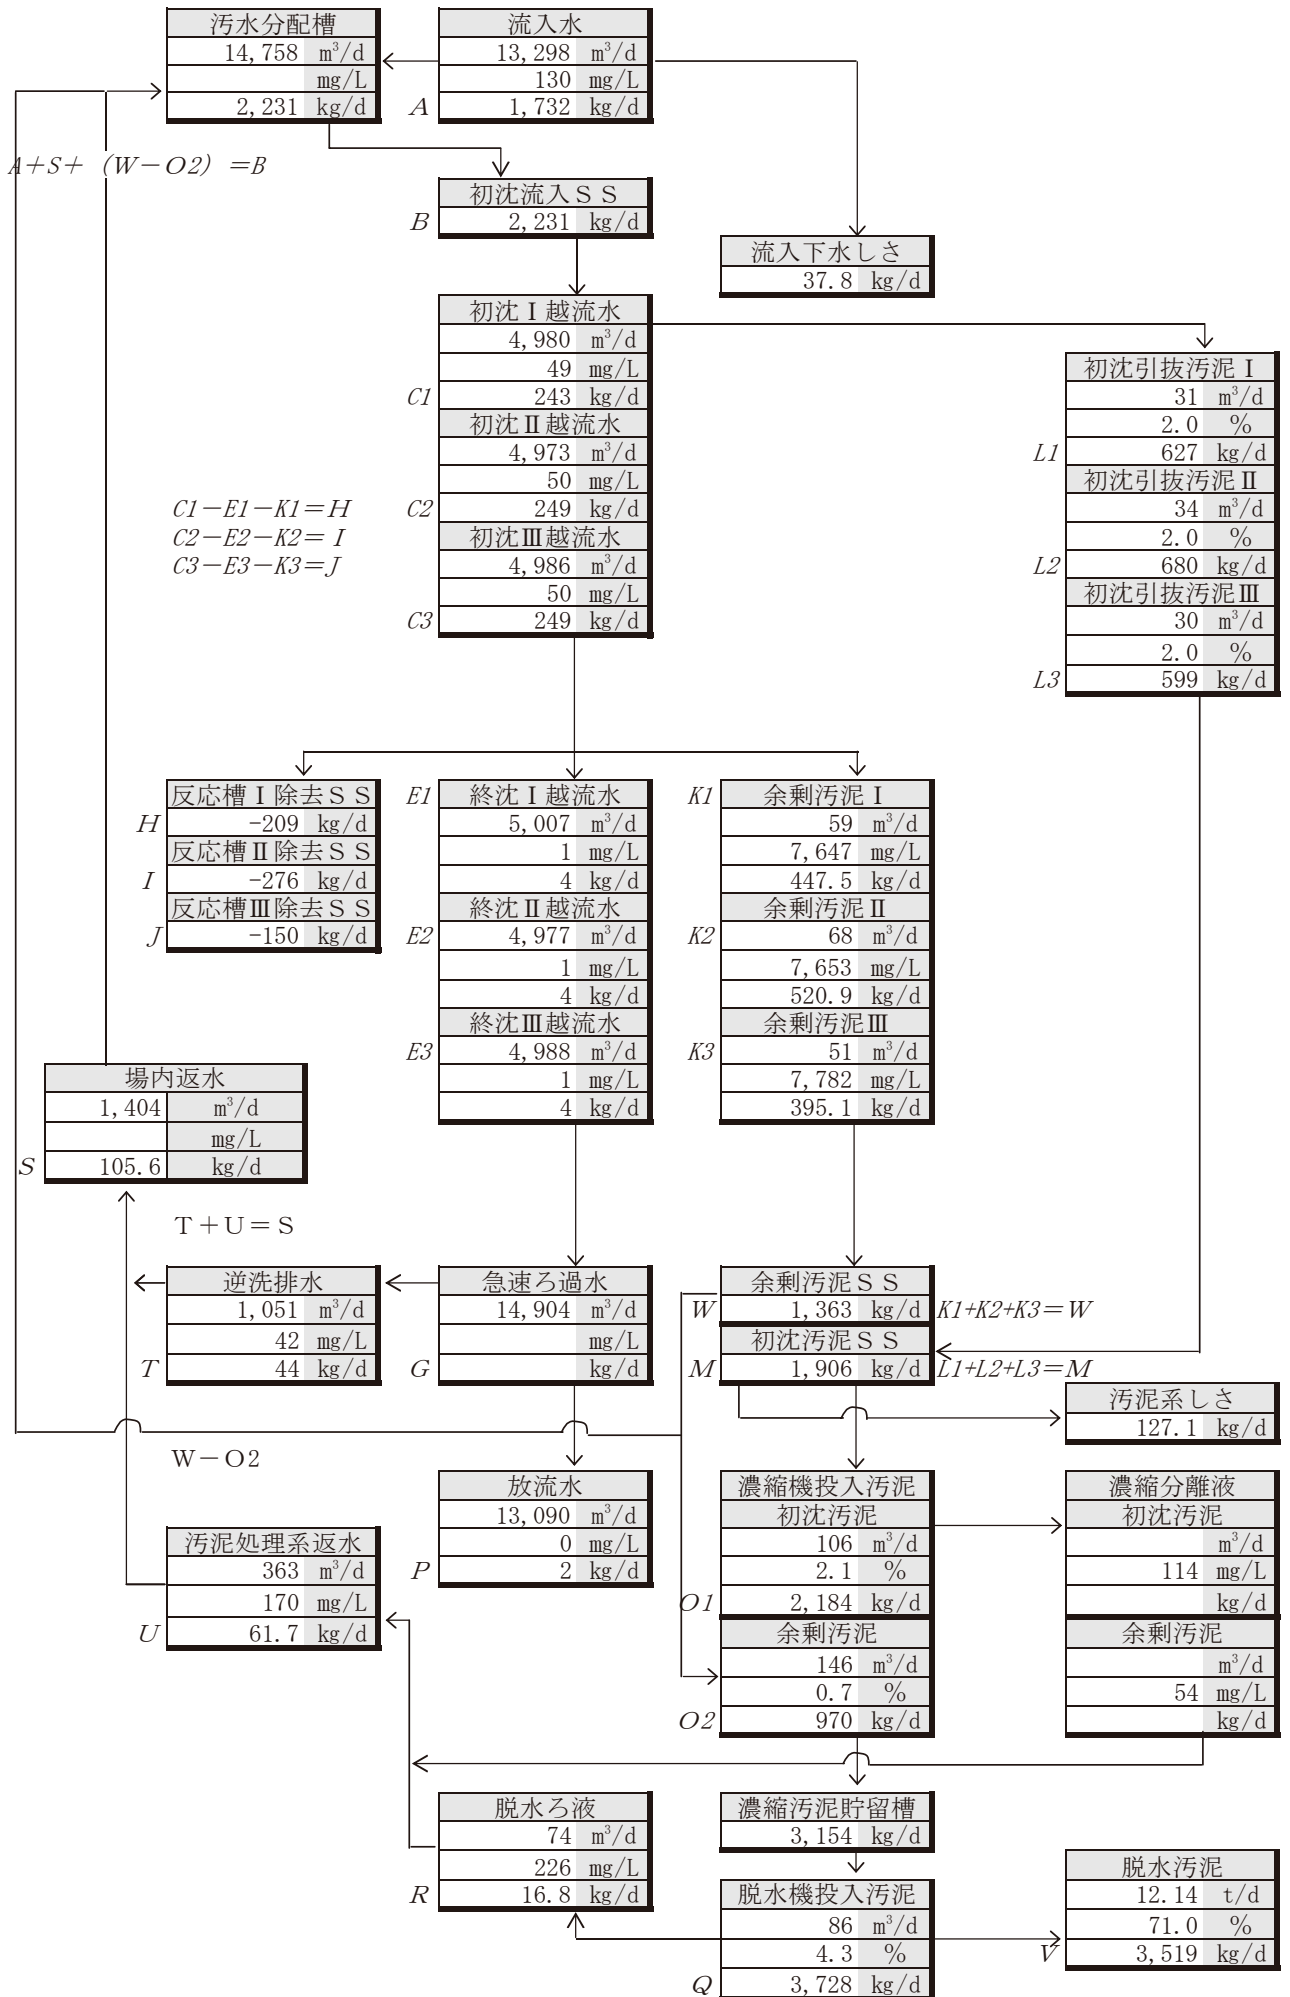 汚水分配槽
14,758 m³/d
mg/L
2,231 kg/d
流入水
13,298 m³/d
130 mg/L
A 1,732 kg/d
A＋S＋（W－O2）＝B
初沈流入ＳＳ
B 2,231 kg/d
流入下水しさ
37.8 kg/d
初沈Ⅰ越流水
4,980 m³/d
49 mg/L
C1 243 kg/d
初沈Ⅱ越流水
4,973 m³/d
50 mg/L
C2 249 kg/d
初沈Ⅲ越流水
4,986 m³/d
50 mg/L
C3 249 kg/d
C1－E1－K1＝H
C2－E2－K2＝I
C3－E3－K3＝J
初沈引抜汚泥Ⅰ
31 m³/d
2.0 %
L1 627 kg/d
初沈引抜汚泥Ⅱ
34 m³/d
2.0 %
L2 680 kg/d
初沈引抜汚泥Ⅲ
30 m³/d
2.0 %
L3 599 kg/d
反応槽Ⅰ除去ＳＳ
H -209 kg/d
反応槽Ⅱ除去ＳＳ
I -276 kg/d
反応槽Ⅲ除去ＳＳ
J -150 kg/d
E1 終沈Ⅰ越流水
5,007 m³/d
1 mg/L
4 kg/d
終沈Ⅱ越流水
E2 4,977 m³/d
1 mg/L
4 kg/d
終沈Ⅲ越流水
E3 4,988 m³/d
1 mg/L
4 kg/d
K1 余剰汚泥Ⅰ
59 m³/d
7,647 mg/L
447.5 kg/d
余剰汚泥Ⅱ
K2 68 m³/d
7,653 mg/L
520.9 kg/d
余剰汚泥Ⅲ
K3 51 m³/d
7,782 mg/L
395.1 kg/d
場内返水
1,404 m³/d
mg/L
S 105.6 kg/d
Ｔ＋Ｕ＝Ｓ
逆洗排水
1,051 m³/d
42 mg/L
T 44 kg/d
急速ろ過水
14,904 m³/d
mg/L
G kg/d
余剰汚泥ＳＳ
W 1,363 kg/d K1+K2+K3＝W
初沈汚泥ＳＳ
M 1,906 kg/d L1+L2+L3＝M
汚泥系しさ
127.1 kg/d
Ｗ－Ｏ2
放流水
13,090 m³/d
0 mg/L
P 2 kg/d
濃縮機投入汚泥
初沈汚泥
106 m³/d
2.1 %
O1 2,184 kg/d
余剰汚泥
146 m³/d
0.7 %
O2 970 kg/d
濃縮分離液
初沈汚泥
m³/d
114 mg/L
kg/d
余剰汚泥
m³/d
54 mg/L
kg/d
汚泥処理系返水
363 m³/d
170 mg/L
U 61.7 kg/d
脱水ろ液
74 m³/d
226 mg/L
R 16.8 kg/d
濃縮汚泥貯留槽
3,154 kg/d
脱水機投入汚泥
86 m³/d
4.3 %
Q 3,728 kg/d
脱水汚泥
12.14 t/d
71.0 %
V 3,519 kg/d